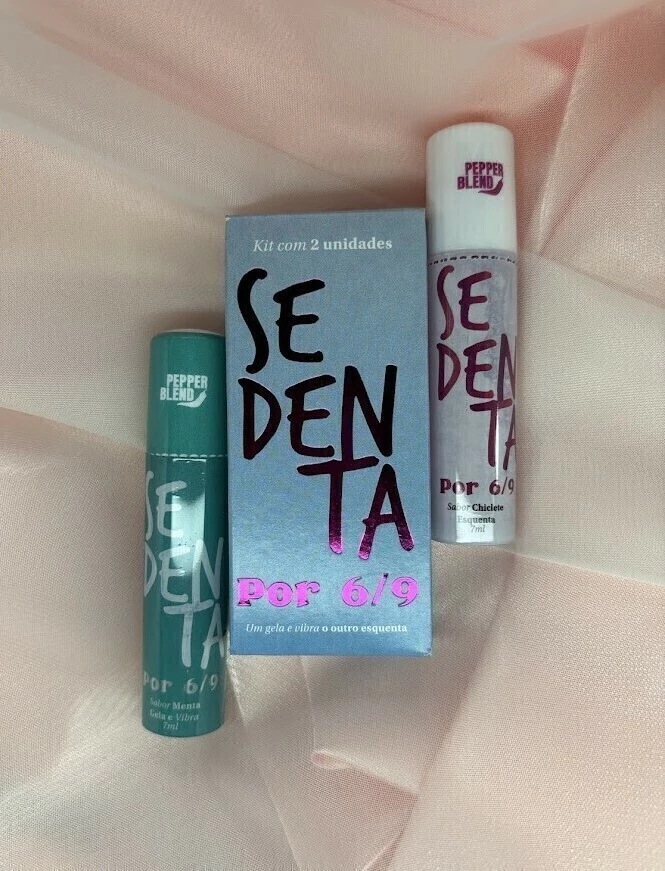 Kit com 2 unidades
SE
DEN
TA
por 6/9
Um gela e vibra o outro esquenta
PEPPER
BLEND
SE
DEN
TA
por 6/9
Sabor Menta
Gela e Vibra
7ml
PEPPER
BLEND
SE
DEN
TA
por 6/9
Sabor Chiclete
Esquenta
7ml